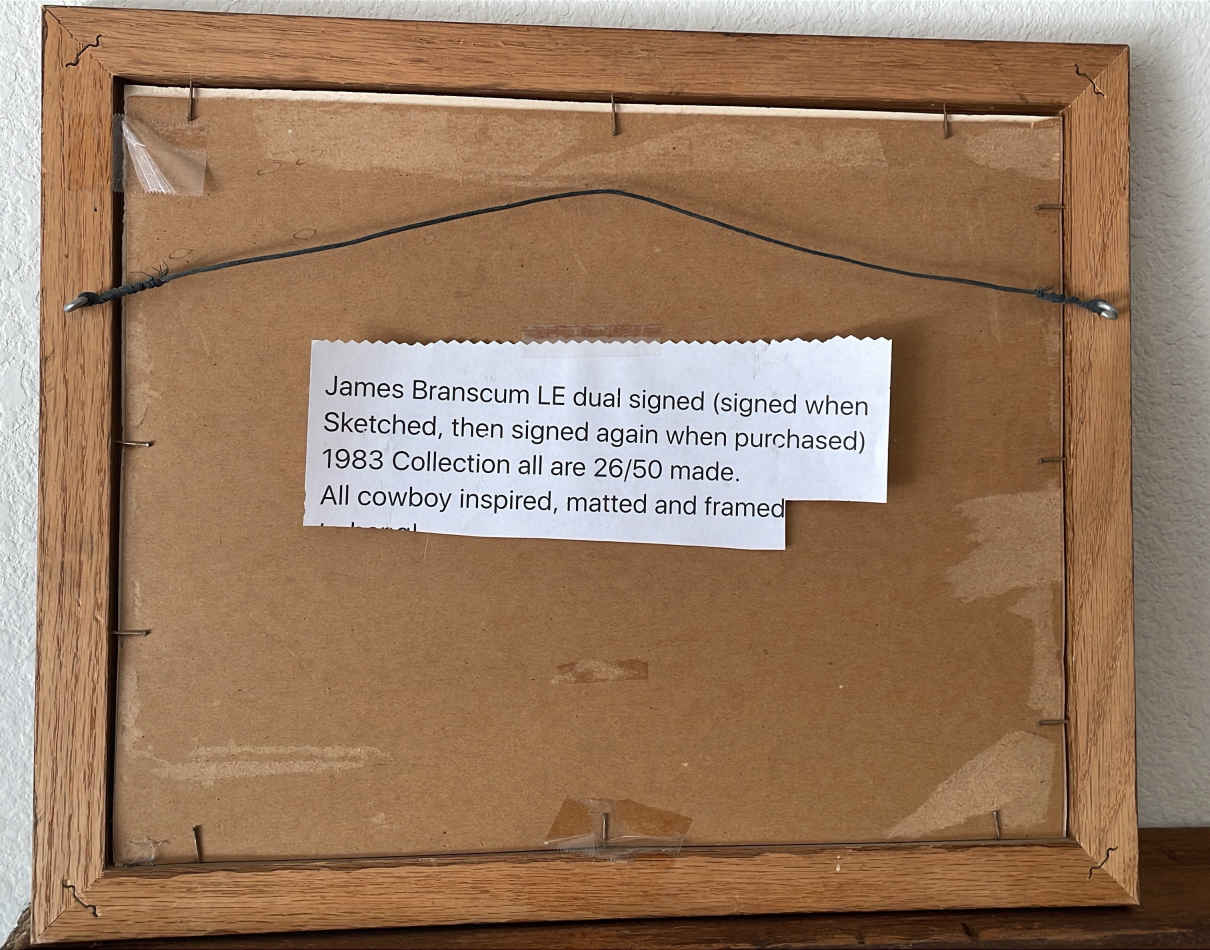 James Branscum LE dual signed (signed when
Sketched, then signed again when purchased)
1983 Collection all are 26/50 made.
All cowboy inspired, matted and framed